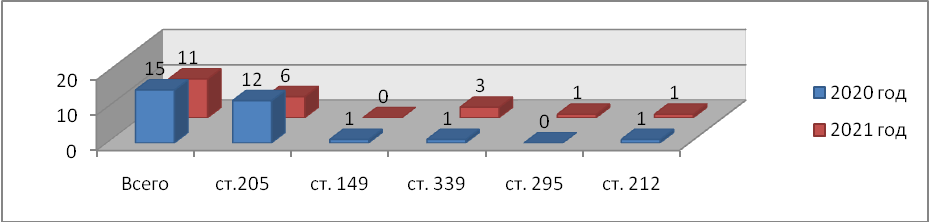 11
15
20
12
6
3
0
1
1
10
1
1
0
1
0
Всего
ст.205
ст. 149
ст. 339
ст. 295
ст. 212
2020 год
2021 год